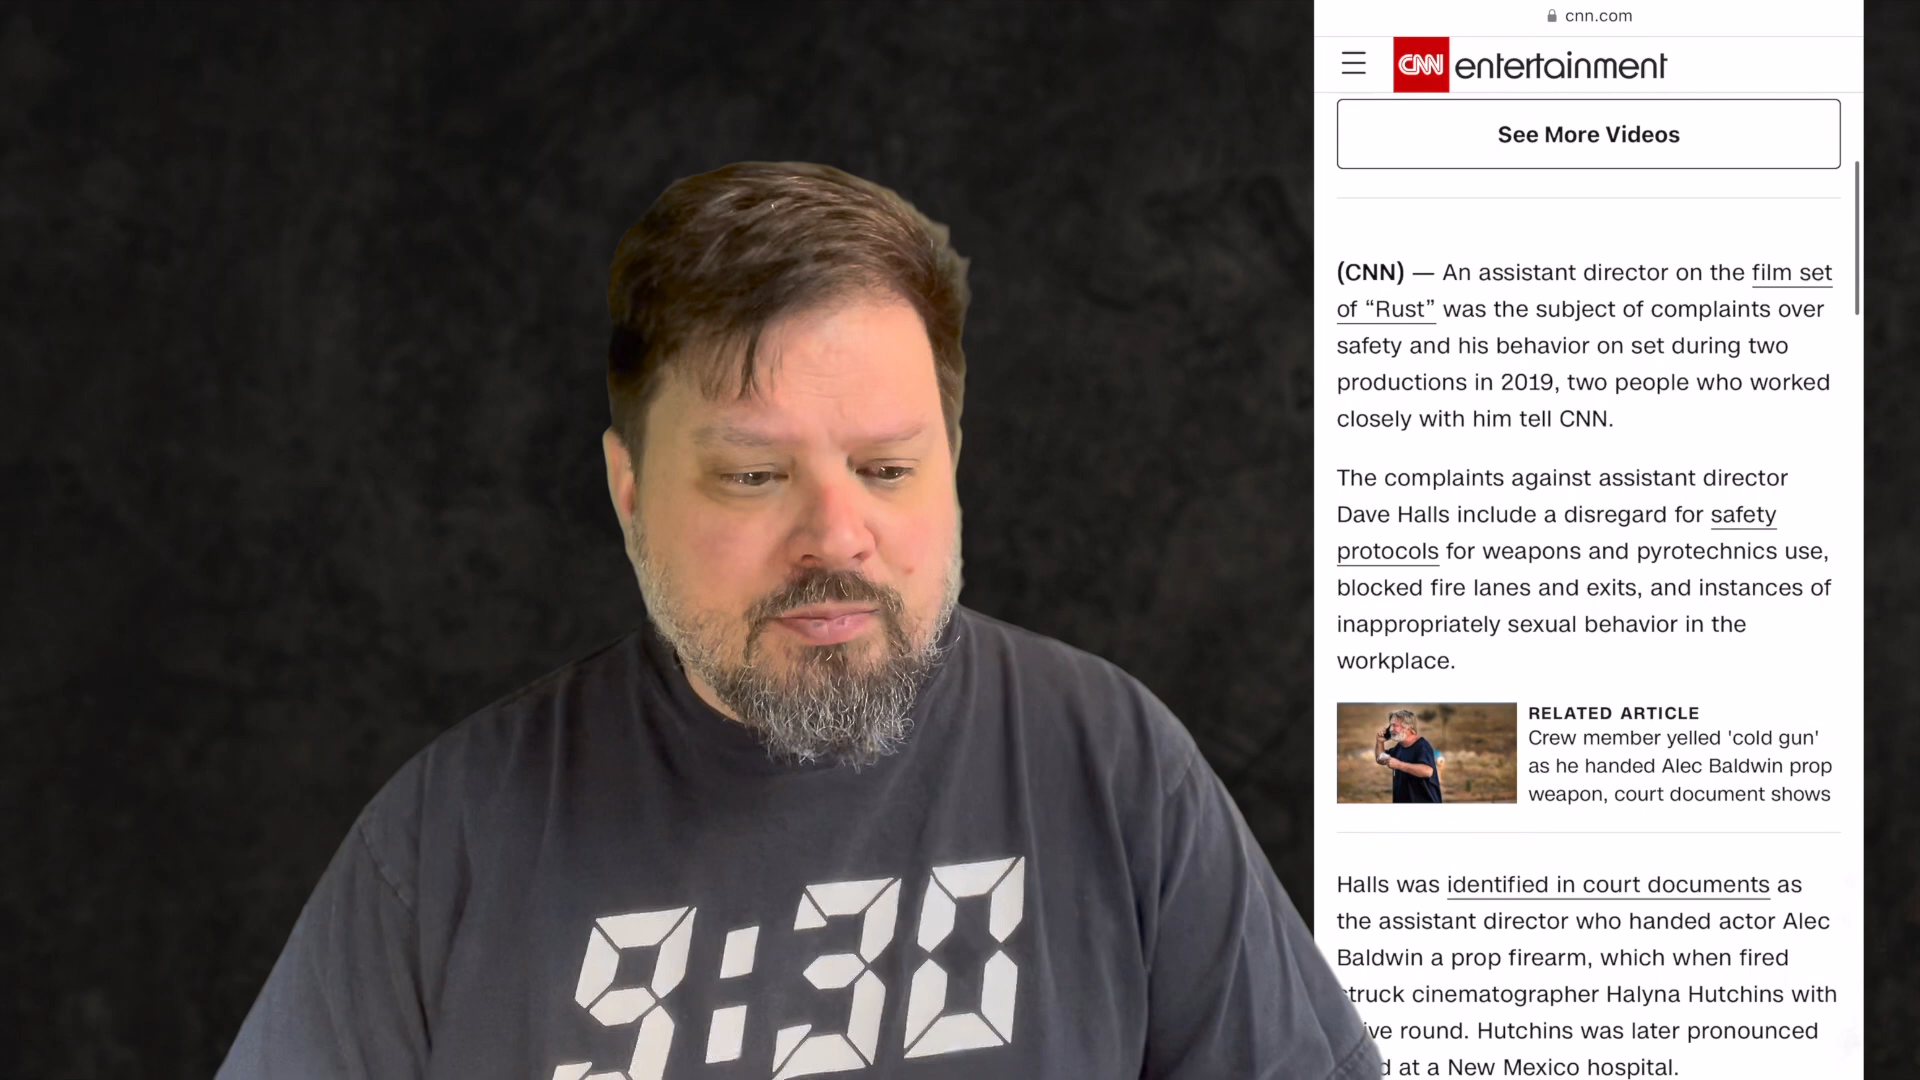 cnn.com
CNN entertainment
See More Videos
(CNN) — An assistant director on the film set
of “Rust” was the subject of complaints over
safety and his behavior on set during two
productions in 2019, two people who worked
closely with him tell CNN.
The complaints against assistant director
Dave Halls include a disregard for safety
protocols for weapons and pyrotechnics use,
blocked fire lanes and exits, and instances of
inappropriately sexual behavior in the
workplace.
RELATED ARTICLE
Crew member yelled 'cold gun'
as he handed Alec Baldwin prop
weapon, court document shows
Halls was identified in court documents as
the assistant director who handed actor Alec
Baldwin a prop firearm, which when fired
struck cinematographer Halyna Hutchins with
round. Hutchins was later pronounced
at a New Mexico hospital.
9:30